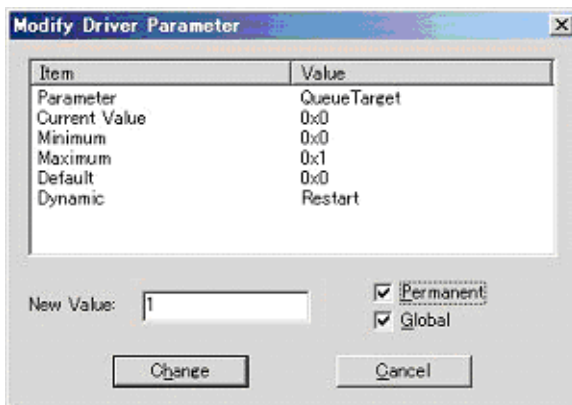 Modify Driver Parameter
Item Value
Parameter QueueTarget
Current Value 0x0
Minimum 0x0
Maximum 0x1
Default 0x0
Dynamic Restart
New Value: 1
Permanent
Global
Change Cancel